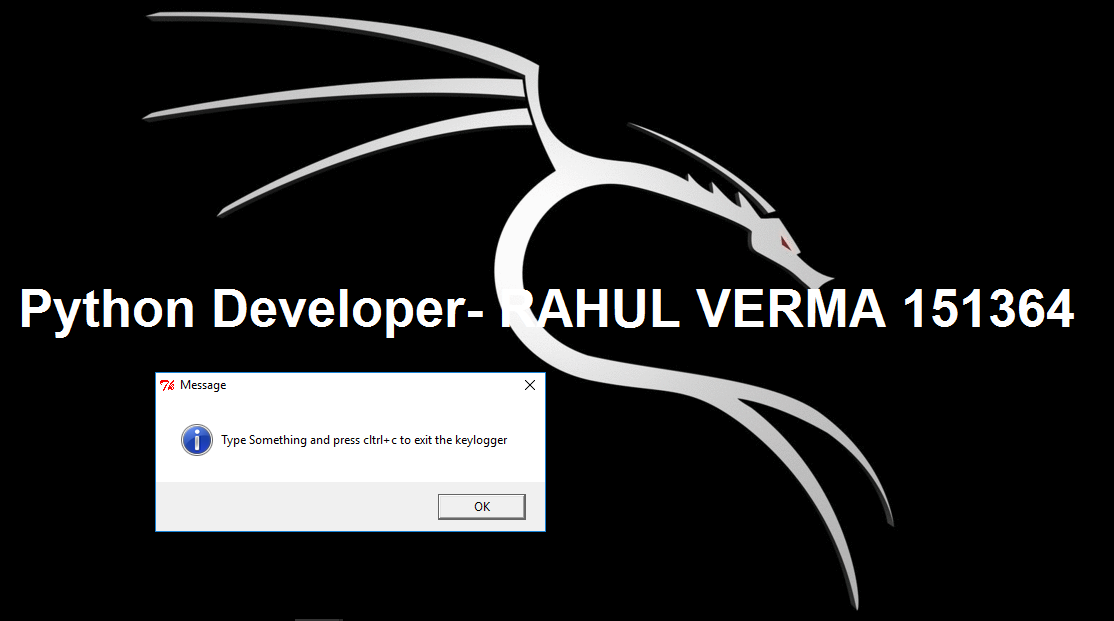 Python Developer- RAHUL VERMA 151364
Message
Type Something and press cltrl+c to exit the keylogger
OK